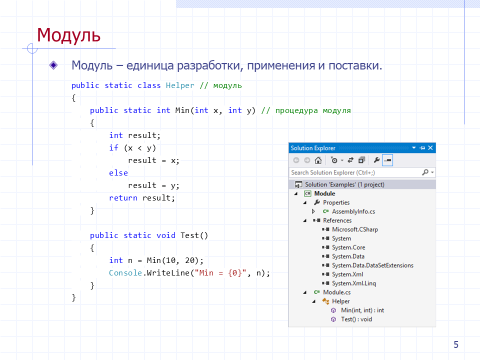 Модуль
Модуль – единица разработки, применения и поставки.
public static class Helper // модуль
{
public static int Min(int x, int y) // процедура модуля
{
int result;
if (x < y)
result = x;
else
result = y;
return result;
}
public static void Test()
{
int n = Min(10, 20);
Console.WriteLine("Min = {0}", n);
}
}
Solution Explorer
Search Solution Explorer (Ctrl+;)
Solution 'Examples' (1 project)
Module
Properties
AssemblyInfo.cs
References
Microsoft.CSharp
System
System.Core
System.Data
System.Data.DataSetExtensions
System.Xml
System.Xml.Linq
Module.cs
Helper
Min(int, int) : int
Test() : void
5